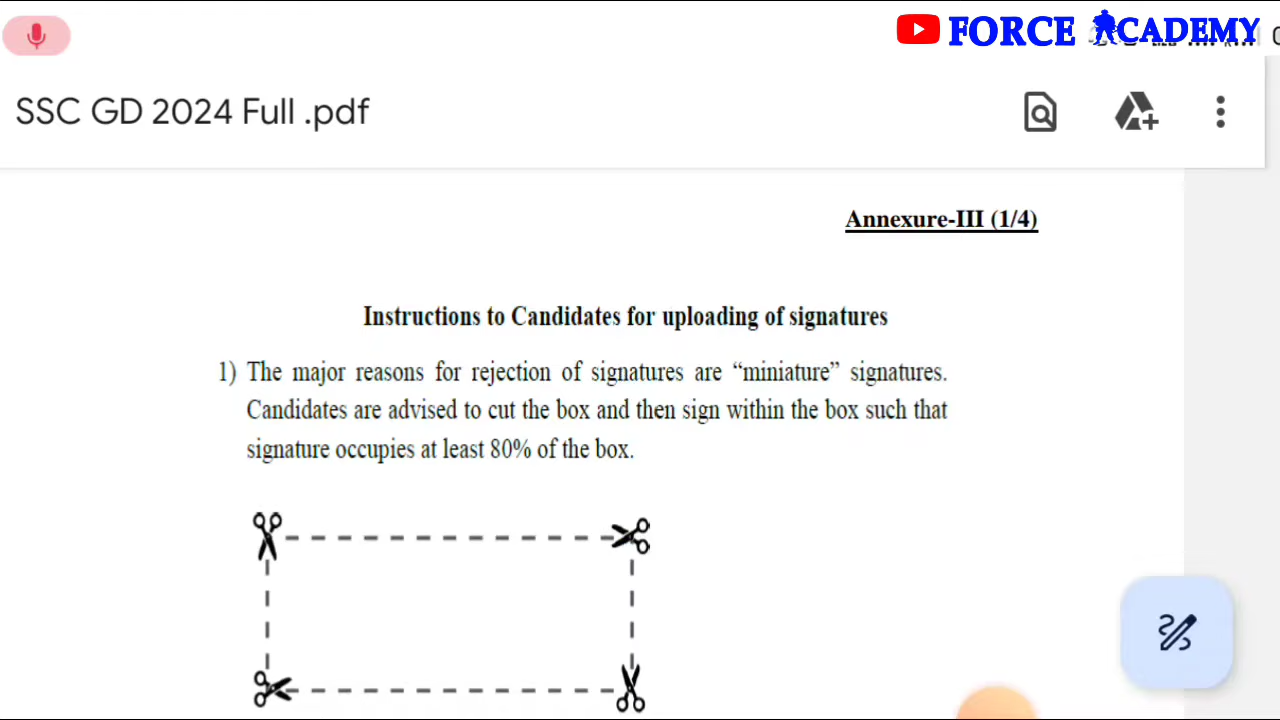 FORCE ACADEMY
SSC GD 2024 Full .pdf
Annexure-III (1/4)
Instructions to Candidates for uploading of signatures
1) The major reasons for rejection of signatures are “miniature” signatures.
Candidates are advised to cut the box and then sign within the box such that
signature occupies at least 80% of the box.